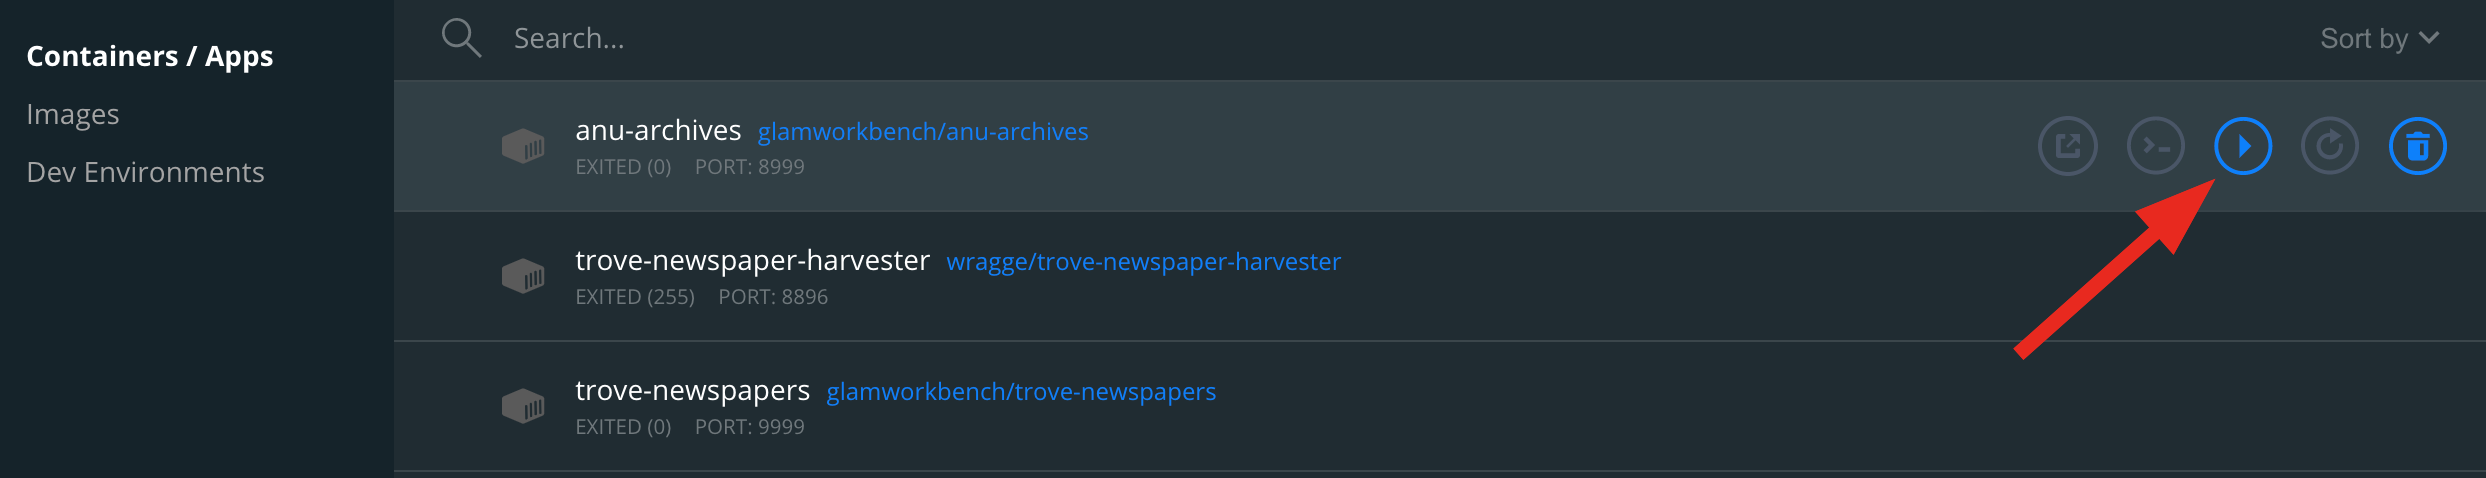 Containers / Apps
Images
Dev Environments
Search...
Sort by
anu-archives glamworkbench/anu-archives
EXITED (0) PORT: 8999
trove-newspaper-harvester wragge/trove-newspaper-harvester
EXITED (255) PORT: 8896
trove-newspapers glamworkbench/trove-newspapers
EXITED (0) PORT: 9999